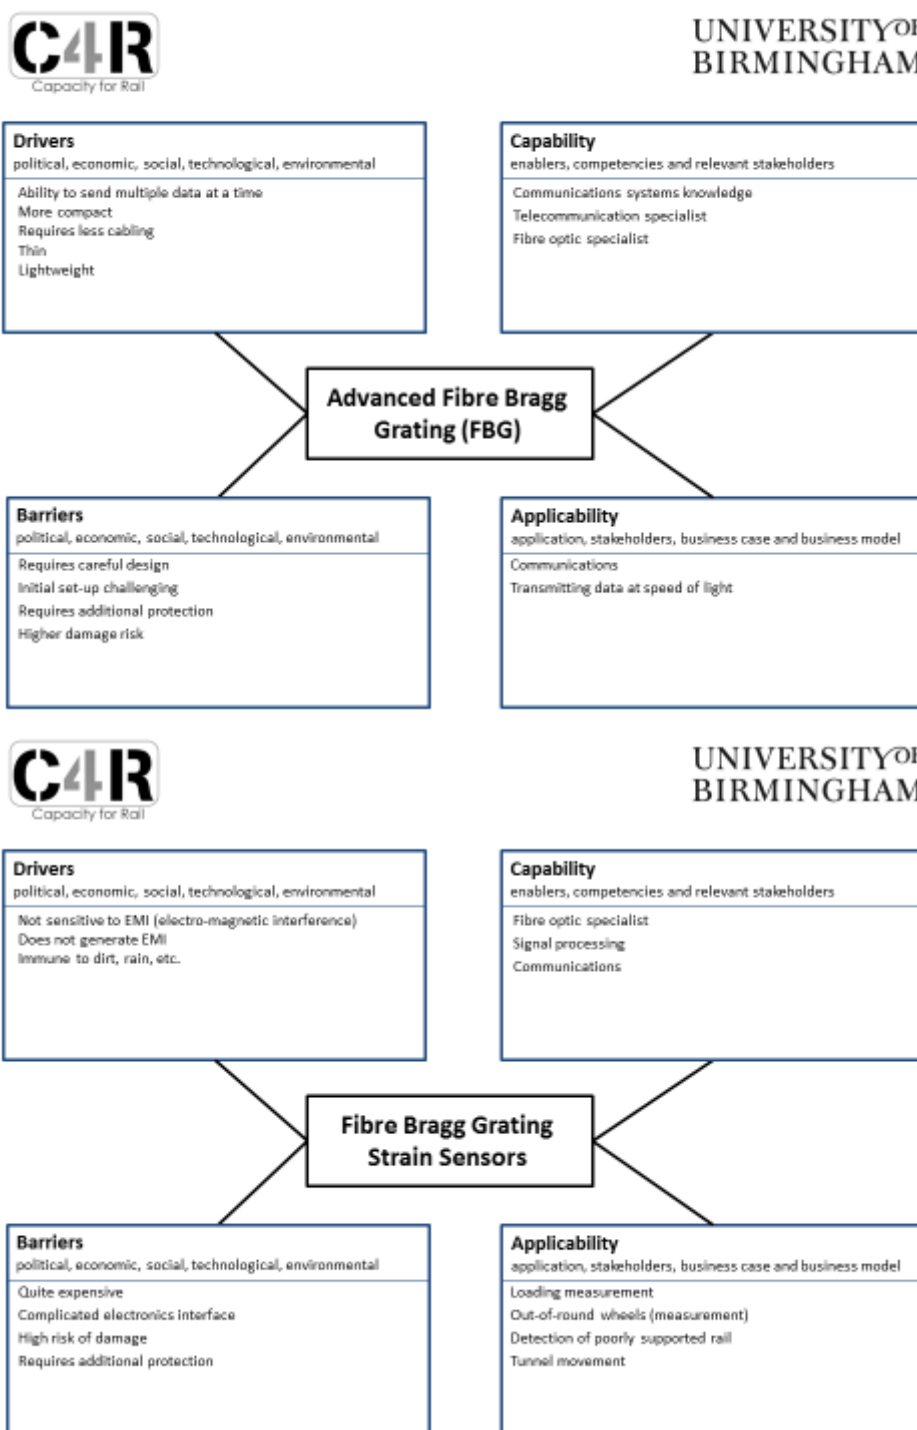 C4R
Capacity for Rail
UNIVERSITY OF
BIRMINGHAM
Drivers
political, economic, social, technological, environmental
Ability to send multiple data at a time
More compact
Requires less cabling
Thin
Lightweight
Capability
enablers, competencies and relevant stakeholders
Communications systems knowledge
Telecommunication specialist
Fibre optic specialist
Advanced Fibre Bragg
Grating (FBG)
Barriers
political, economic, social, technological, environmental
Requires careful design
Initial set-up challenging
Requires additional protection
Higher damage risk
Applicability
application, stakeholders, business case and business model
Communications
Transmitting data at speed of light
C4R
Capacity for Rail
UNIVERSITY OF
BIRMINGHAM
Drivers
political, economic, social, technological, environmental
Not sensitive to EMI (electro-magnetic interference)
Does not generate EMI
Immune to dirt, rain, etc.
Capability
enablers, competencies and relevant stakeholders
Fibre optic specialist
Signal processing
Communications
Fibre Bragg Grating
Strain Sensors
Barriers
political, economic, social, technological, environmental
Quite expensive
Complicated electronics interface
High risk of damage
Requires additional protection
Applicability
application, stakeholders, business case and business model
Loading measurement
Out-of-round wheels (measurement)
Detection of poorly supported rail
Tunnel movement